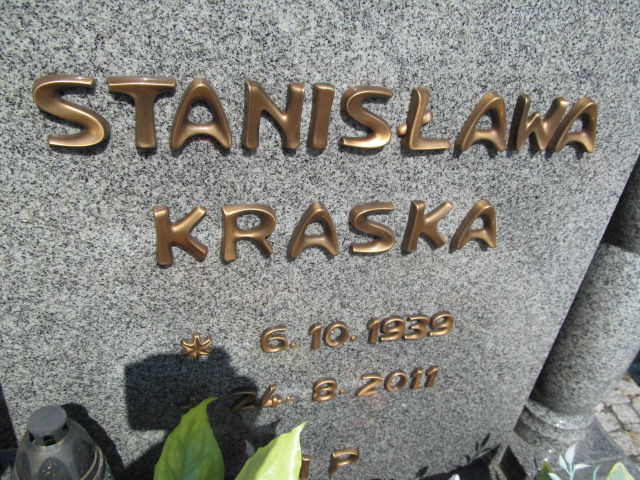 STANISŁAWA
KRASKA
* 6.10.1939
+ 24.8.2011